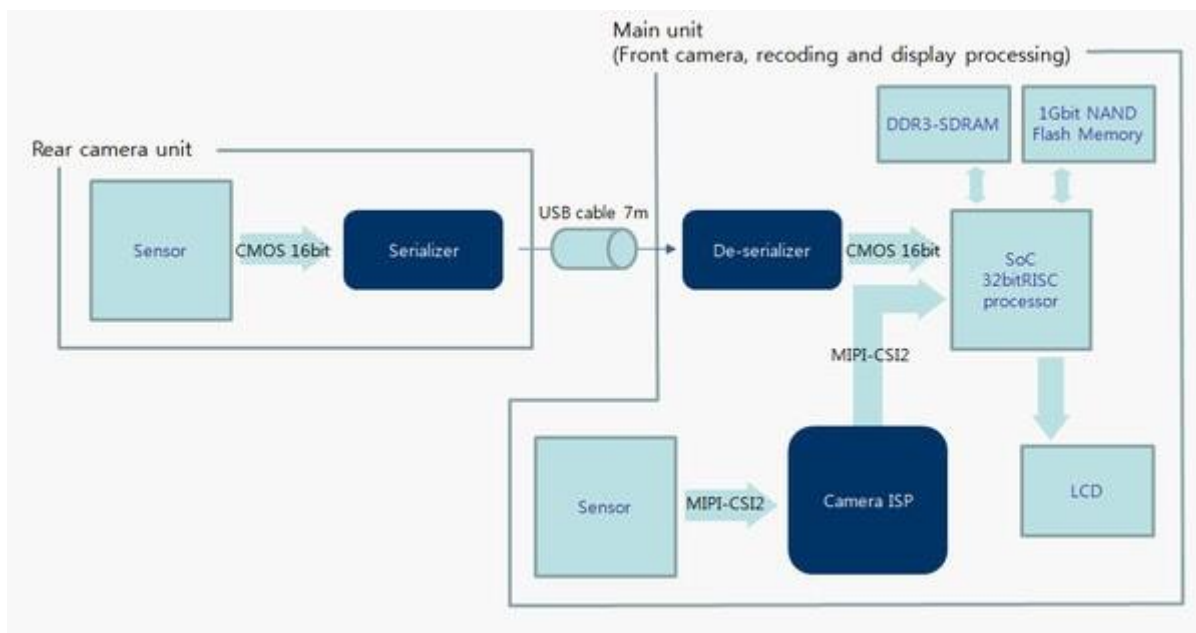 Main unit
(Front camera, recoding and display processing)
DDR3-SDRAM
1Gbit NAND
Flash Memory
Rear camera unit
Sensor
CMOS 16bit
Serializer
USB cable 7m
De-serializer
CMOS 16bit
SoC
32bitRISC
processor
MIPI-CSI2
Sensor
MIPI-CSI2
Camera ISP
LCD